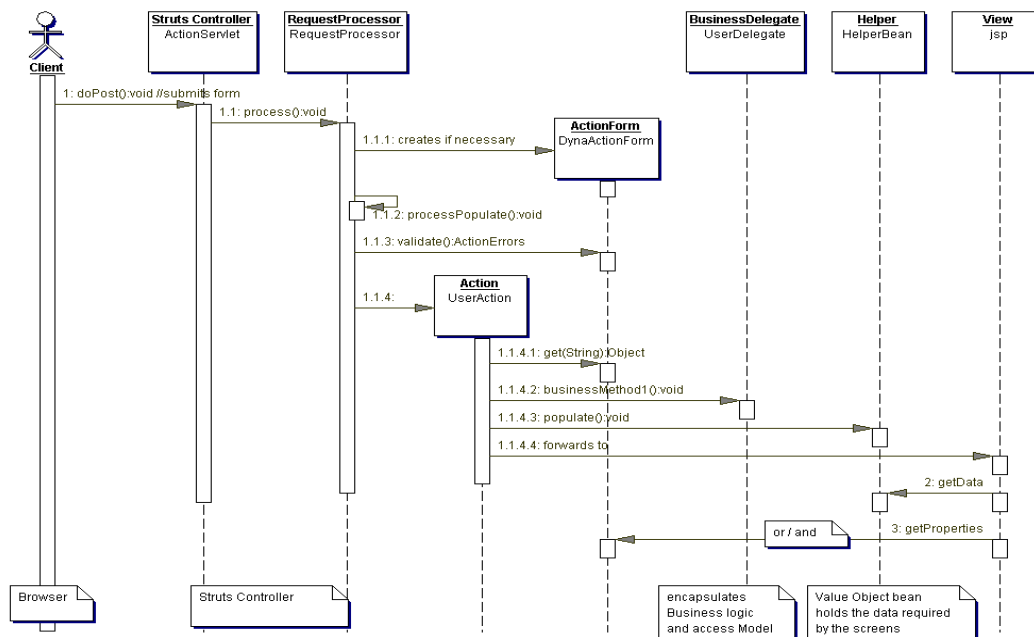 Struts Controller
ActionServlet
RequestProcessor
RequestProcessor
BusinessDelegate
UserDelegate
Helper
HelperBean
View
jsp
Client
1: doPost():void //submits form
1.1: process():void
ActionForm
DynaActionForm
1.1.1: creates if necessary
1.1.2: processPopulate():void
1.1.3: validate():ActionErrors
Action
UserAction
1.1.4:
1.1.4.1: get(String):Object
1.1.4.2: businessMethod1():void
1.1.4.3: populate():void
1.1.4.4: forwards to
2: getData
or / and
3: getProperties
Browser
Struts Controller
encapsulates
Business logic
and access Model
Value Object bean
holds the data required
by the screens